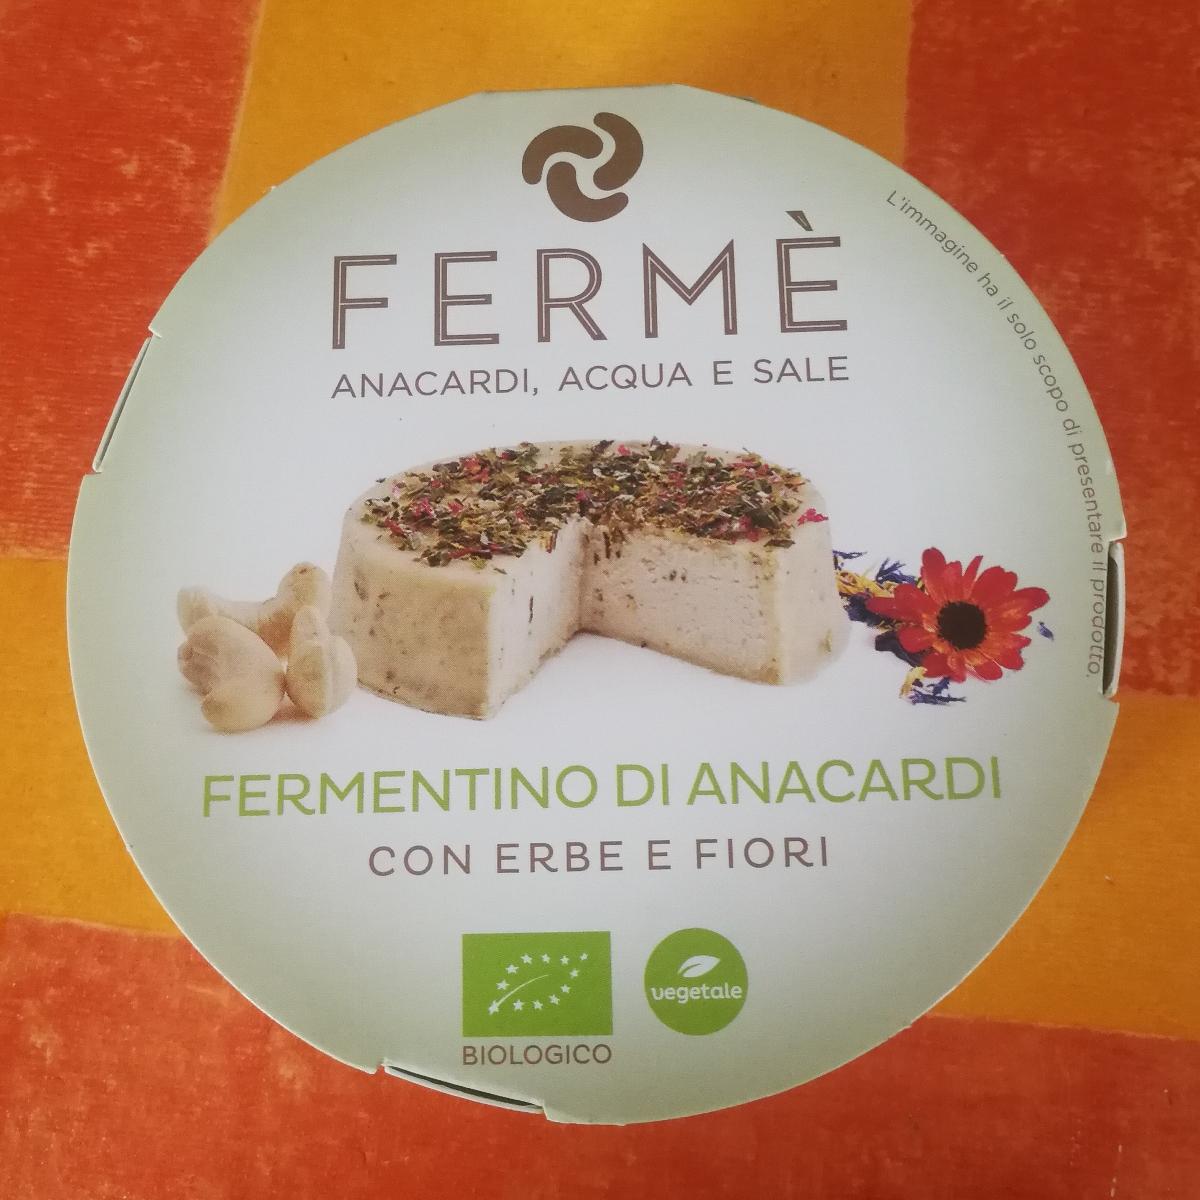 FERMÈ
ANACARDI, ACQUA E SALE
L'immagine ha il solo scopo di presentare il prodotto.
FERMENTINO DI ANACARDI
CON ERBE E FIORI
vegetale
BIOLOGICO